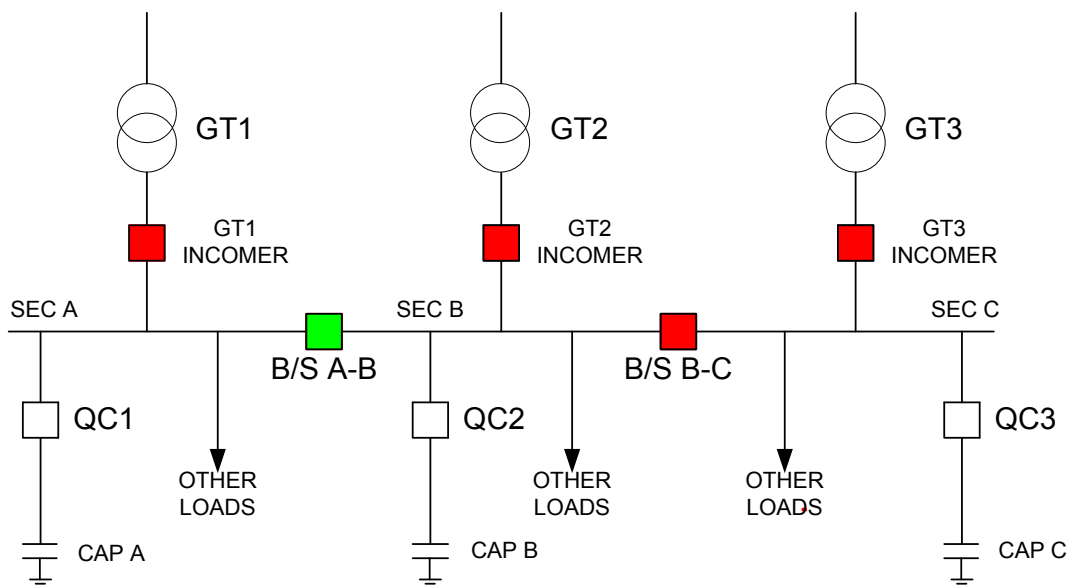 GT1
GT2
GT3
GT1
INCOMER
GT2
INCOMER
GT3
INCOMER
SEC A
SEC B
SEC C
B/S A-B
B/S B-C
QC1
QC2
QC3
OTHER
LOADS
OTHER
LOADS
OTHER
LOADS
CAP A
CAP B
CAP C